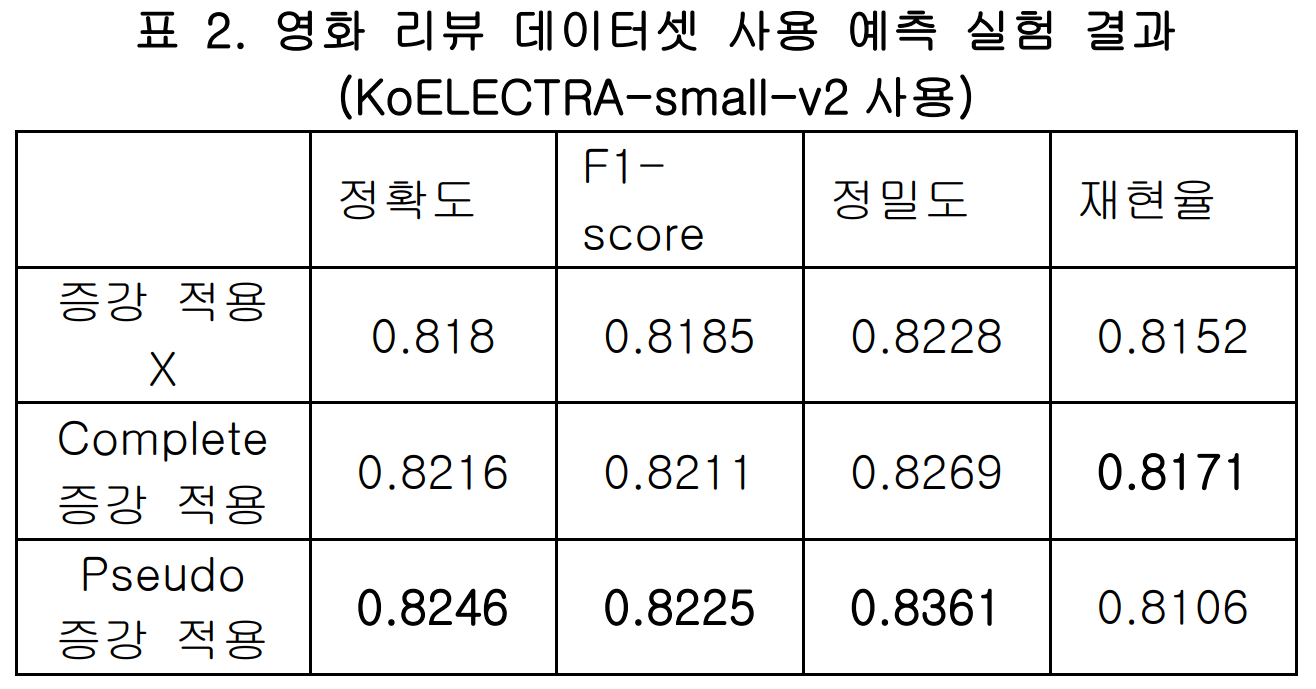 표 2. 영화 리뷰 데이터셋 사용 예측 실험 결과
(KoELECTRA-small-v2 사용)
정확도 F1-score 정밀도 재현율
증강 적용 X 0.818 0.8185 0.8228 0.8152
Complete 증강 적용 0.8216 0.8211 0.8269 0.8171
Pseudo 증강 적용 0.8246 0.8225 0.8361 0.8106